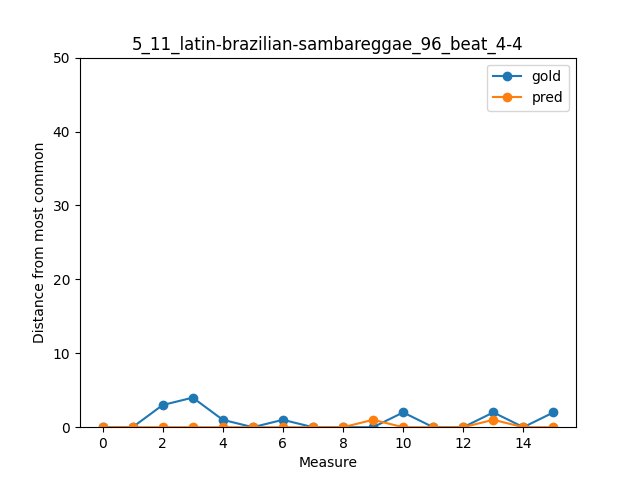 5_11_latin-brazilian-sambareggae_96_beat_4-4
50
40
30
20
10
0
Distance from most common
gold
pred
0 2 4 6 8 10 12 14
Measure